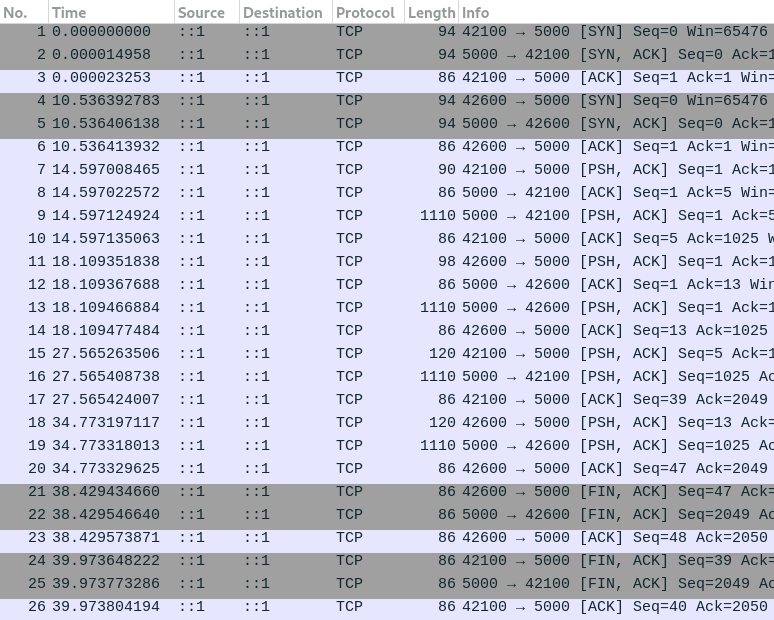 No. Time Source Destination Protocol Length Info
1 0.000000000 ::1 ::1 TCP 94 42100 → 5000 [SYN] Seq=0 Win=65476
2 0.000014958 ::1 ::1 TCP 94 5000 → 42100 [SYN, ACK] Seq=0 Ack=1
3 0.000023253 ::1 ::1 TCP 86 42100 → 5000 [ACK] Seq=1 Ack=1 Win=
4 10.536392783 ::1 ::1 TCP 94 42600 → 5000 [SYN] Seq=0 Win=65476
5 10.536406138 ::1 ::1 TCP 94 5000 → 42600 [SYN, ACK] Seq=0 Ack=1
6 10.536413932 ::1 ::1 TCP 86 42600 → 5000 [ACK] Seq=1 Ack=1 Win=
7 14.597008465 ::1 ::1 TCP 90 42100 → 5000 [PSH, ACK] Seq=1 Ack=1
8 14.597022572 ::1 ::1 TCP 86 5000 → 42100 [ACK] Seq=1 Ack=5 Win=
9 14.597124924 ::1 ::1 TCP 1110 5000 → 42100 [PSH, ACK] Seq=1 Ack=5
10 14.597135063 ::1 ::1 TCP 86 42100 → 5000 [ACK] Seq=5 Ack=1025 W
11 18.109351838 ::1 ::1 TCP 98 42600 → 5000 [PSH, ACK] Seq=1 Ack=1
12 18.109367688 ::1 ::1 TCP 86 5000 → 42600 [ACK] Seq=1 Ack=13 Win
13 18.109466884 ::1 ::1 TCP 1110 5000 → 42600 [PSH, ACK] Seq=1 Ack=1
14 18.109477484 ::1 ::1 TCP 86 42600 → 5000 [ACK] Seq=13 Ack=1025
15 27.565263506 ::1 ::1 TCP 120 42100 → 5000 [PSH, ACK] Seq=5 Ack=1
16 27.565408738 ::1 ::1 TCP 1110 5000 → 42100 [PSH, ACK] Seq=1025 Ac
17 27.565424007 ::1 ::1 TCP 86 42100 → 5000 [ACK] Seq=39 Ack=2049
18 34.773197117 ::1 ::1 TCP 120 42600 → 5000 [PSH, ACK] Seq=13 Ack=
19 34.773318013 ::1 ::1 TCP 1110 5000 → 42600 [PSH, ACK] Seq=1025 Ac
20 34.773329625 ::1 ::1 TCP 86 42600 → 5000 [ACK] Seq=47 Ack=2049
21 38.429434660 ::1 ::1 TCP 86 42600 → 5000 [FIN, ACK] Seq=47 Ack=
22 38.429546640 ::1 ::1 TCP 86 5000 → 42600 [FIN, ACK] Seq=2049 Ac
23 38.429573871 ::1 ::1 TCP 86 42600 → 5000 [ACK] Seq=48 Ack=2050
24 39.973648222 ::1 ::1 TCP 86 42100 → 5000 [FIN, ACK] Seq=39 Ack=
25 39.973773286 ::1 ::1 TCP 86 5000 → 42100 [FIN, ACK] Seq=2049 Ac
26 39.973804194 ::1 ::1 TCP 86 42100 → 5000 [ACK] Seq=40 Ack=2050